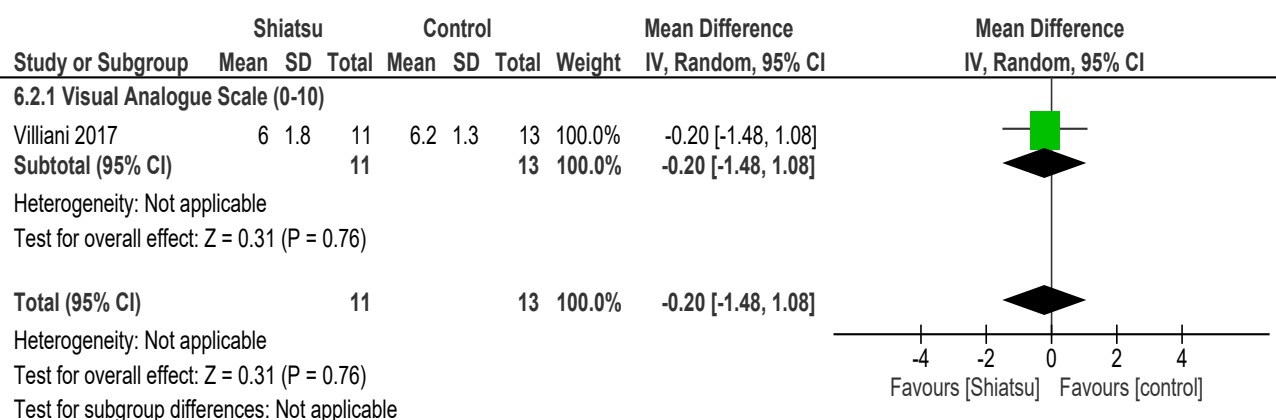 Shiatsu Control Mean Difference Mean Difference
Study or Subgroup Mean SD Total Mean SD Total Weight IV, Random, 95% CI IV, Random, 95% CI
6.2.1 Visual Analogue Scale (0-10)
Villiani 2017 6 1.8 11 6.2 1.3 13 100.0% -0.20 [-1.48, 1.08]
Subtotal (95% CI) 11 13 100.0% -0.20 [-1.48, 1.08]
Heterogeneity: Not applicable
Test for overall effect: Z = 0.31 (P = 0.76)
Total (95% CI) 11 13 100.0% -0.20 [-1.48, 1.08]
Heterogeneity: Not applicable
Test for overall effect: Z = 0.31 (P = 0.76)
Test for subgroup differences: Not applicable
-4 -2 0 2 4
Favours [Shiatsu] Favours [control]